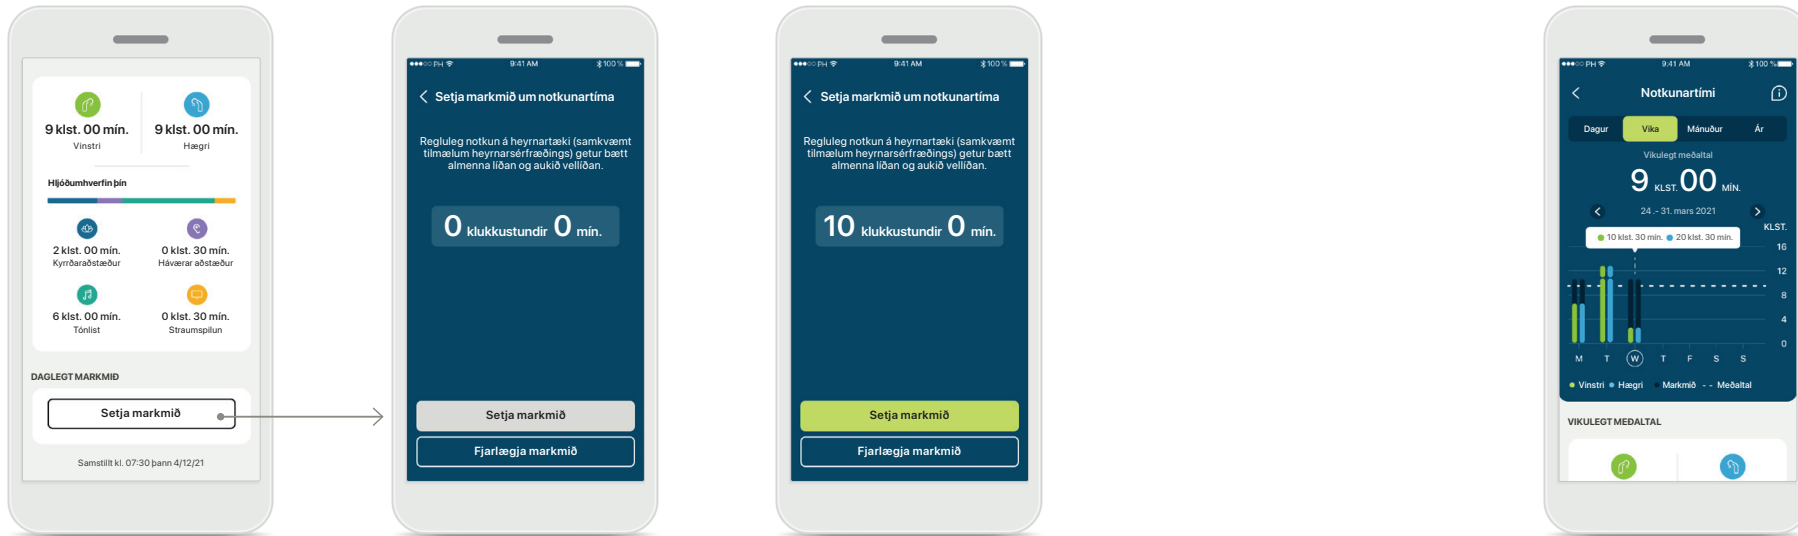 9 klst. 00 mín.
Vinstri
9 klst. 00 mín.
Hægri
Hljóðumhverfin þín
2 klst. 00 mín.
Kyrrðaraðstæður
0 klst. 30 mín.
Háværar aðstæður
6 klst. 00 mín.
Tónlist
0 klst. 30 mín.
Straumspilun
DAGLEGT MARKMIÐ
Setja markmið
Samstillt kl. 07:30 þann 4/12/21
PH 9:41 AM 100 %
Setja markmið um notkunartíma
Regluleg notkun á heyrnartæki (samkvæmt
tilmælum heyrnarsérfræðings) getur bætt
almenna líðan og aukið vellíðan.
0 klukkustundir 0 mín.
Setja markmið
Fjarlægja markmið
PH 9:41 AM 100 %
Setja markmið um notkunartíma
Regluleg notkun á heyrnartæki (samkvæmt
tilmælum heyrnarsérfræðings) getur bætt
almenna líðan og aukið vellíðan.
10 klukkustundir 0 mín.
Setja markmið
Fjarlægja markmið
PH 9:41 AM 100 %
Notkunartími
Dagur Vika Mánuður Ár
Vikulegt meðaltal
9 KLST. 00 MÍN.
24 .- 31. mars 2021
KLST.
10 klst. 30 mín. 20 klst. 30 mín.
16
12
8
4
0
M T W T F S S
Vinstri Hægri Markmið - - Meðaltal
VIKULEGT MEÐALTAL